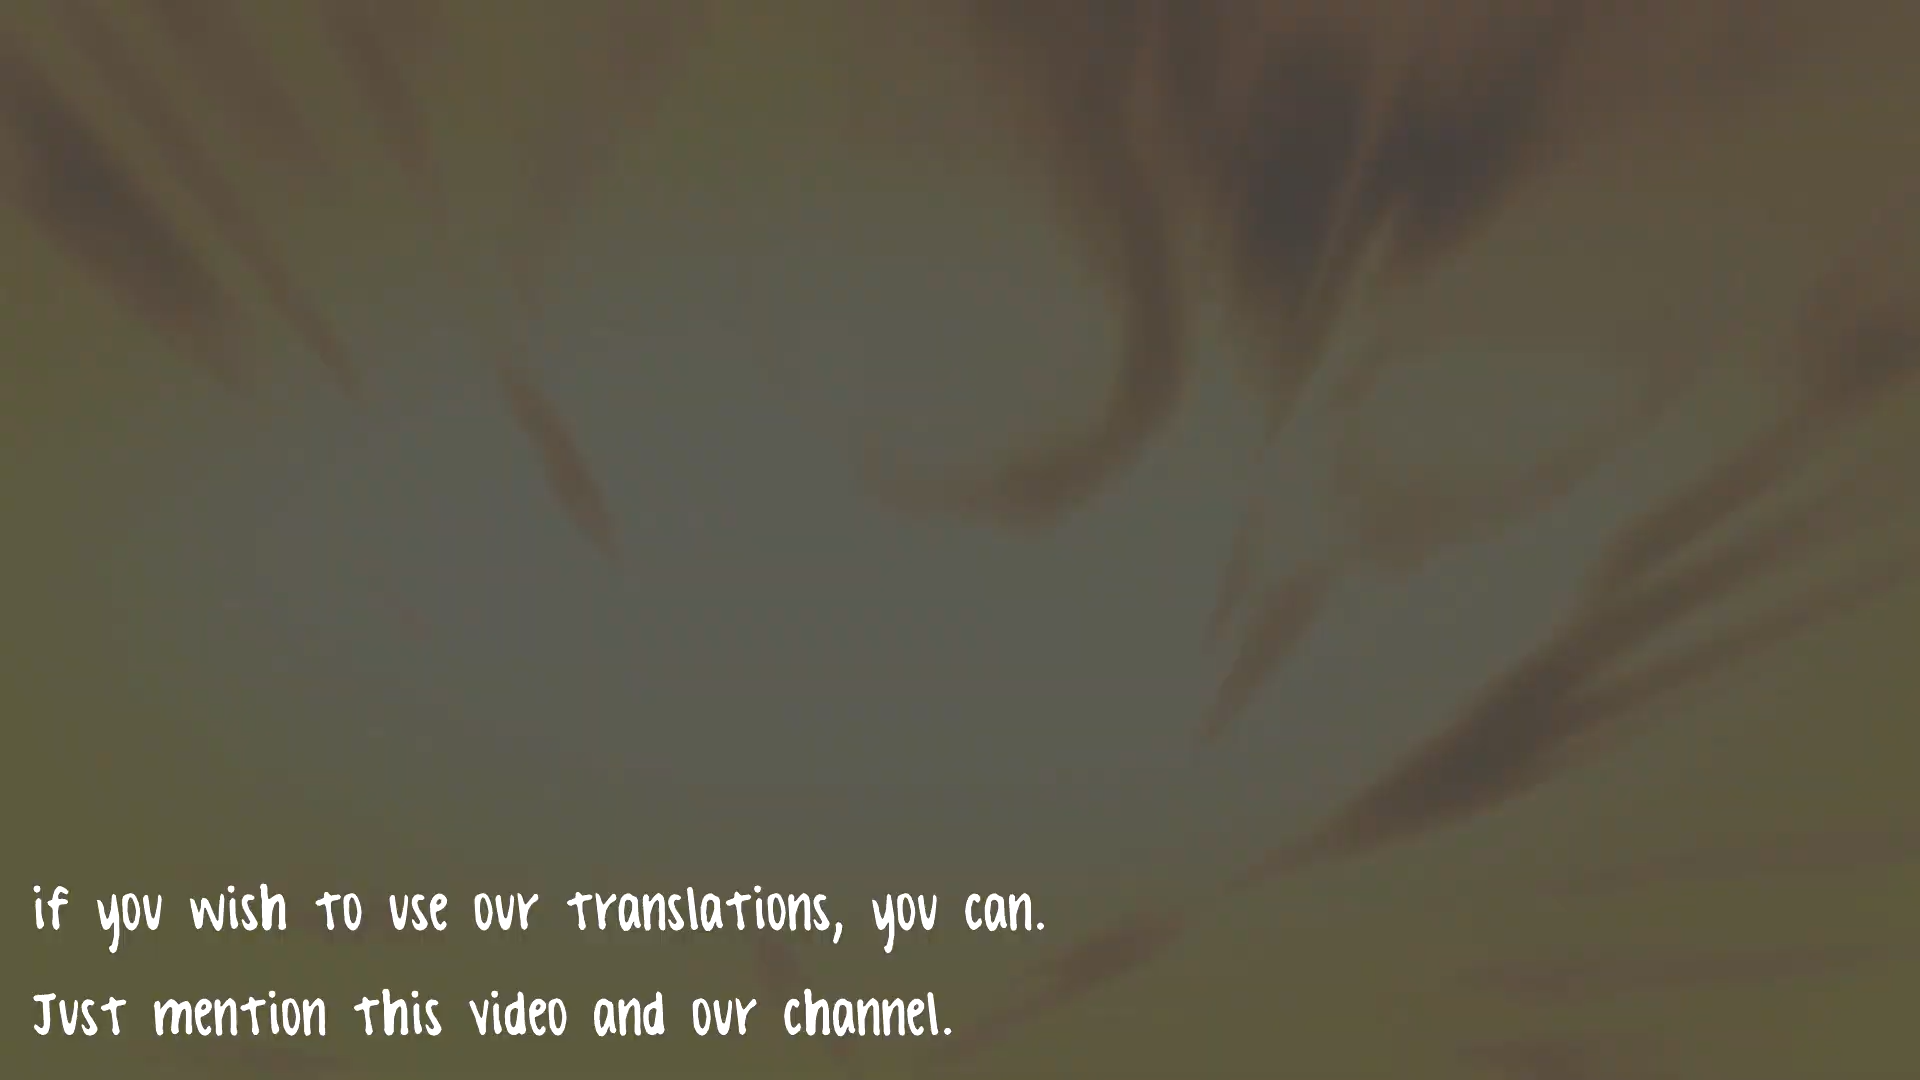 if you wish to use our translations, you can.
Just mention this video and our channel.